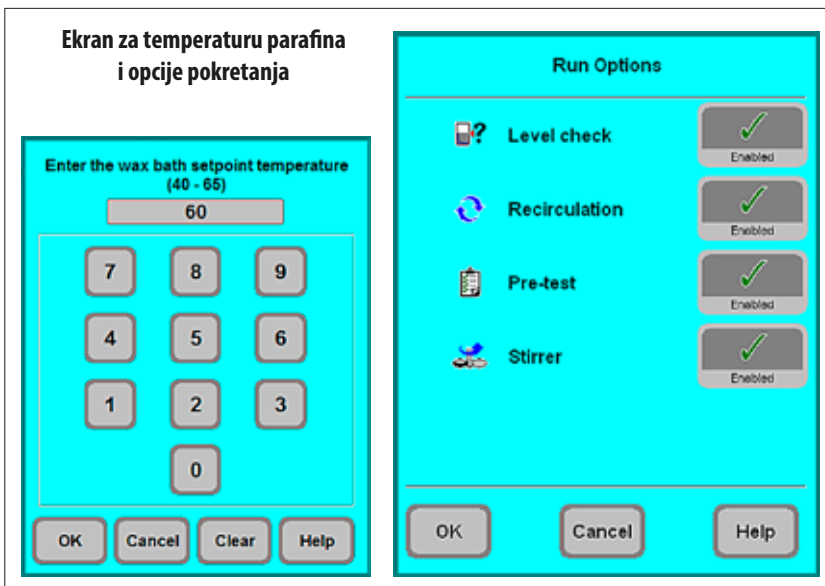 Ekran za temperaturu parafina
i opcije pokretanja
Enter the wax bath setpoint temperature
(40 - 65)
60
7 8 9
4 5 6
1 2 3
0
OK Cancel Clear Help
Run Options
Level check Enabled
Recirculation Enabled
Pre-test Enabled
Stirrer Enabled
OK Cancel Help